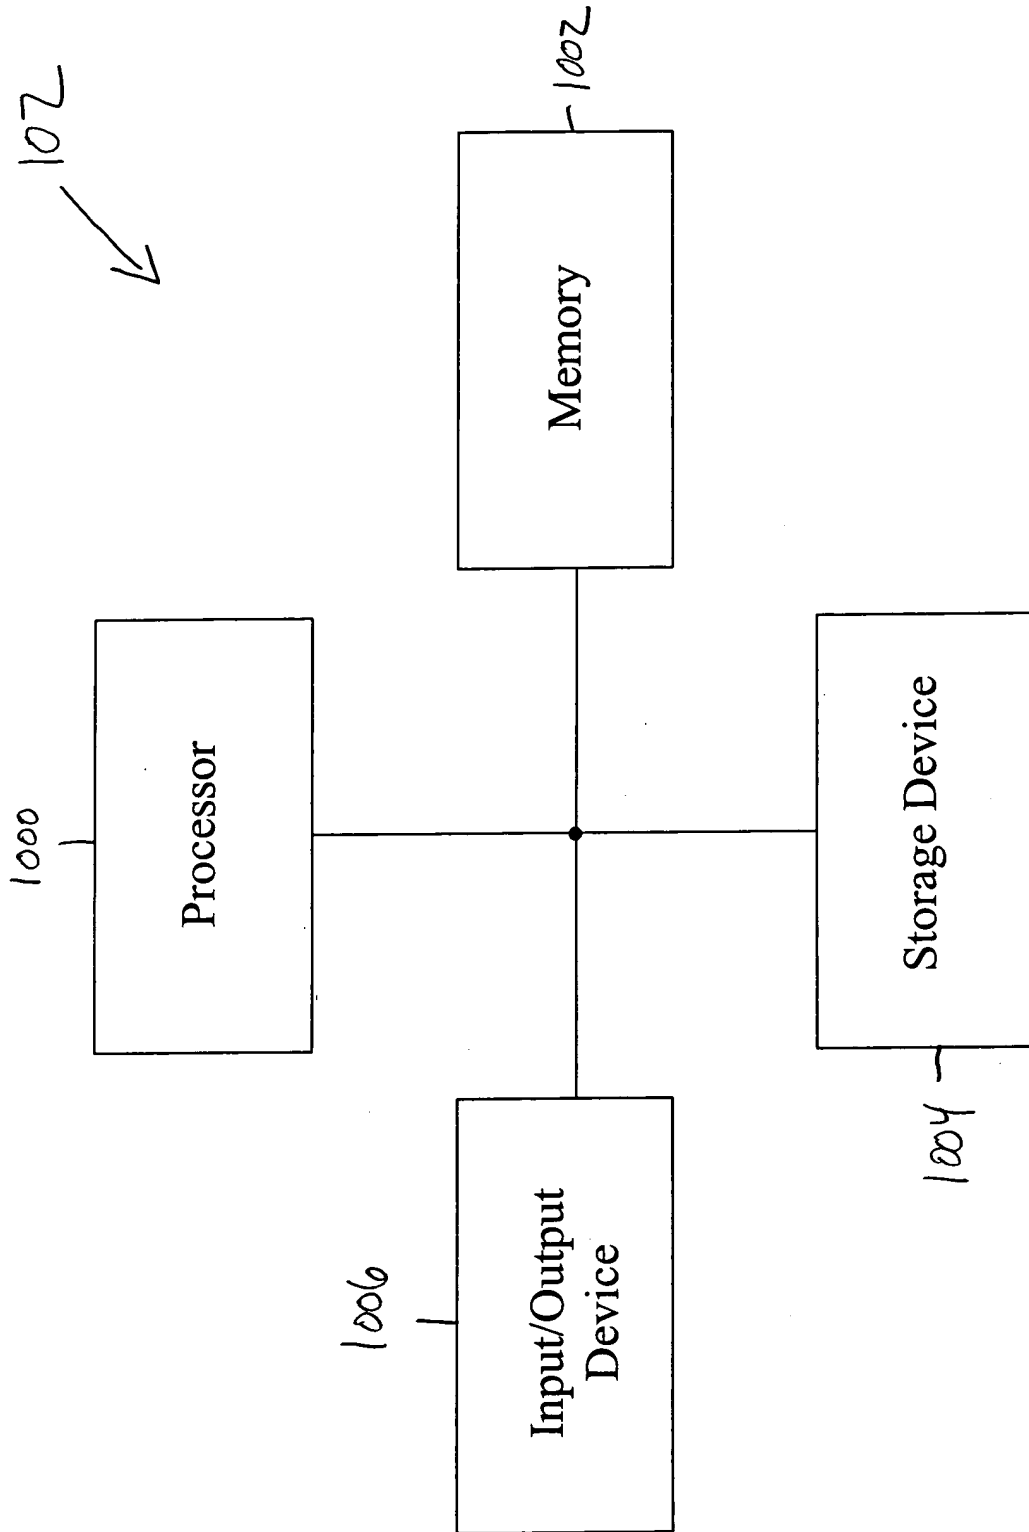 102
1000
Processor
1002
Memory
1006
Input/Output
Device
1004
Storage Device